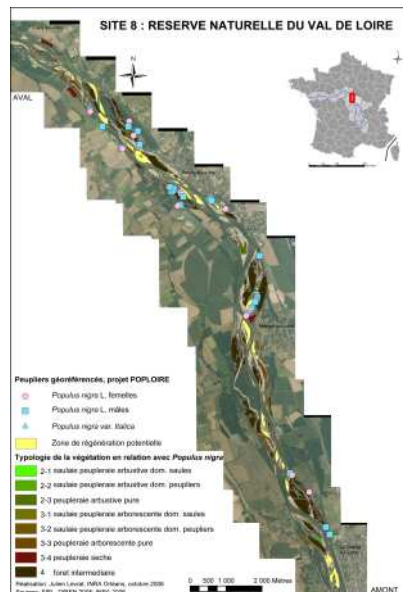 SITE 8 : RESERVE NATURELLE DU VAL DE LOIRE
N
AVAL
Peupliers géoréférencés, projet POPLOIRE
Populus nigra L. femelles
Populus nigra L. mâles
Populus nigra var. Italica
Zone de régénération potentielle
Typologie de la végétation en relation avec Populus nigra
2-1 saulaie peupleraie arbustive dom. saules
2-2 saulaie peupleraie arbustive dom. peupliers
2-3 peupleraie arbustive pure
3-1 saulaie peupleraie arborescente dom. saules
3-2 saulaie peupleraie arborescente dom. peupliers
3-3 peupleraie arborescente pure
3-4 peupleraie seche
4 foret intermediaire
Réalisation: Julien Levrat, INRA Orléans, octobre 2006
0 500 1 000 2 000 Mètres
AMONT